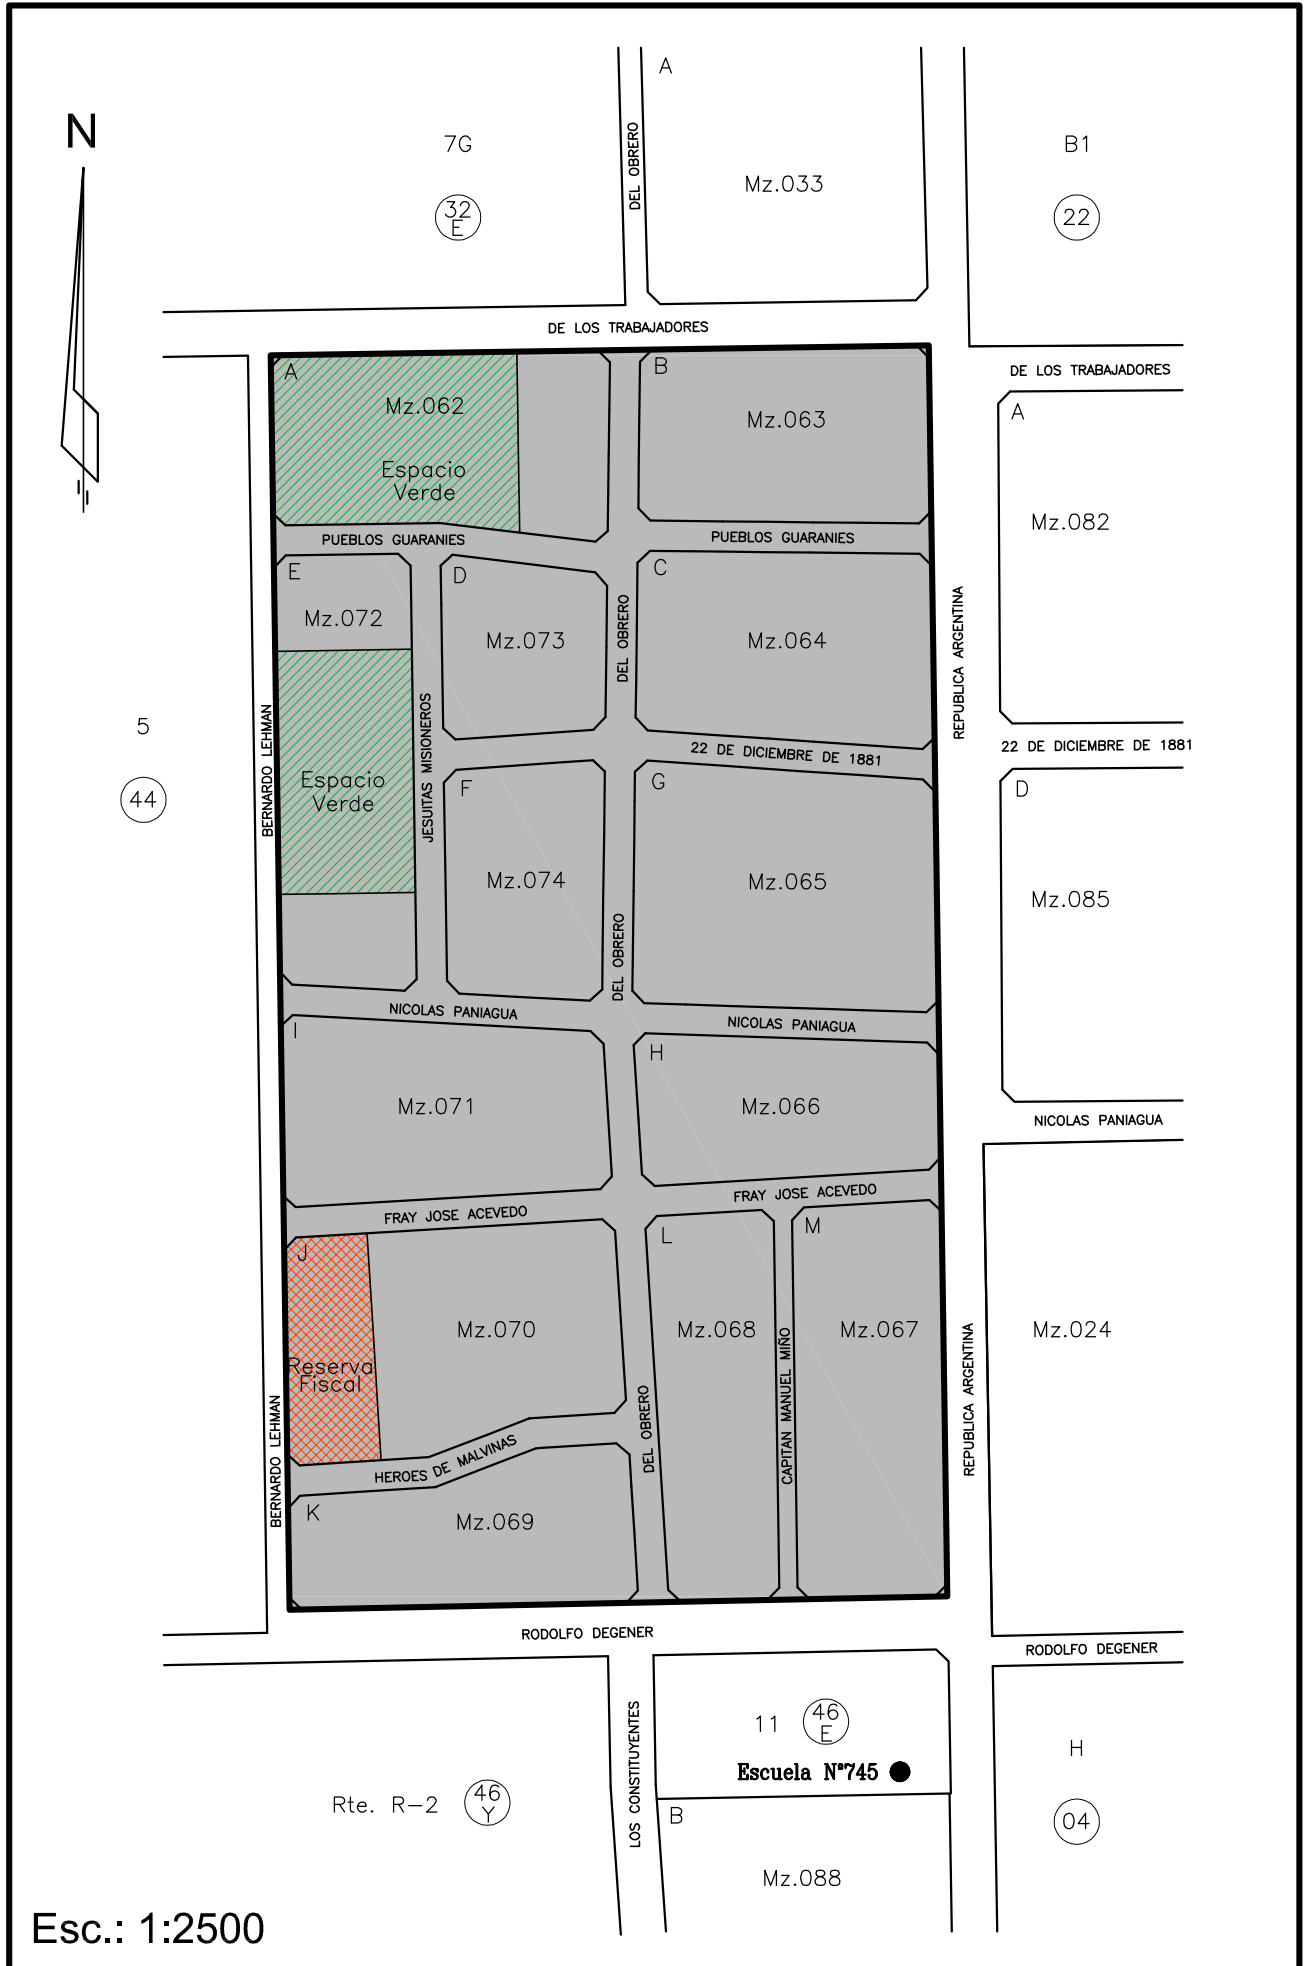 A
N
7G
B1
DEL OBRERO
Mz.033
32
E
22
DE LOS TRABAJADORES
DE LOS TRABAJADORES
A
B
Mz.062
Mz.063
A
Espacio
Verde
Mz.082
PUEBLOS GUARANIES
PUEBLOS GUARANIES
E
D
C
Mz.072
Mz.073
DEL OBRERO
Mz.064
REPUBLICA ARGENTINA
5
44
BERNARDO LEHMAN
JESUITAS MISIONEROS
22 DE DICIEMBRE DE 1881
22 DE DICIEMBRE DE 1881
Espacio
Verde
F
G
D
Mz.074
Mz.065
Mz.085
DEL OBRERO
NICOLAS PANIAGUA
NICOLAS PANIAGUA
I
H
Mz.071
Mz.066
NICOLAS PANIAGUA
FRAY JOSE ACEVEDO
FRAY JOSE ACEVEDO
J
L
M
Mz.070
Mz.068
Mz.067
Mz.024
Reserva
Fiscal
CAPITAN MANUEL MIÑO
REPUBLICA ARGENTINA
BERNARDO LEHMAN
DEL OBRERO
HEROES DE MALVINAS
K
Mz.069
RODOLFO DEGENER
RODOLFO DEGENER
11
46
E
LOS CONSTITUYENTES
H
Escuela N°745
Rte. R-2
46
Y
B
04
Mz.088
Esc.: 1:2500